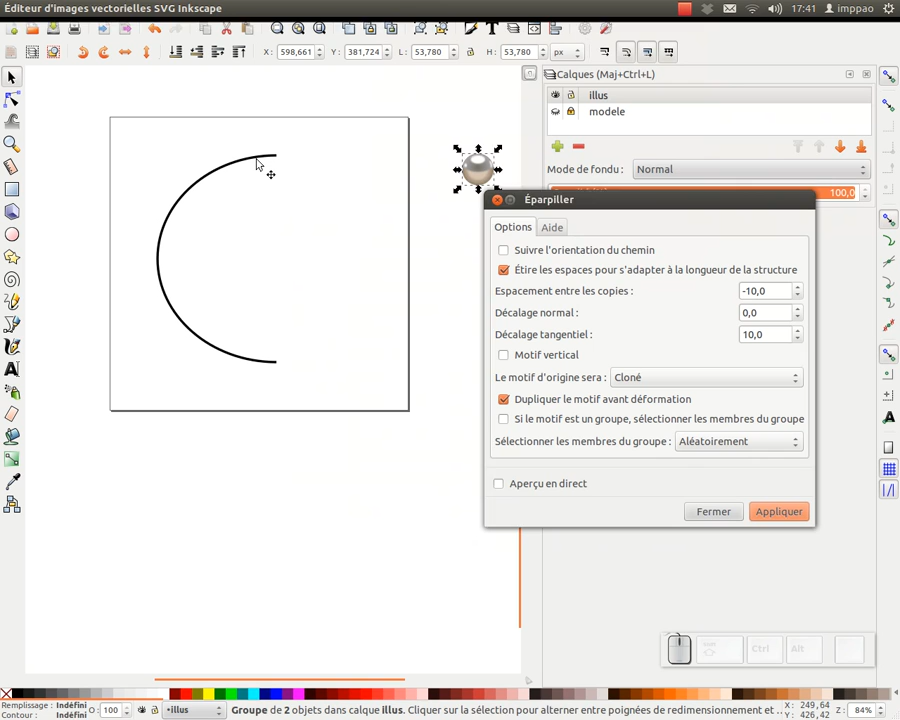 Éditeur d'images vectorielles SVG Inkscape
17:41 imppao
X: 598,661 Y: 381,724 L: 53,780 H: 53,780 px
Calques (Maj+Ctrl+L)
illus
modele
Mode de fondu : Normal
100,0
Éparpiller
Options Aide
Suivre l'orientation du chemin
Étire les espaces pour s'adapter à la longueur de la structure
Espacement entre les copies : -10,0
Décalage normal : 0,0
Décalage tangentiel : 10,0
Motif vertical
Le motif d'origine sera : Cloné
Dupliquer le motif avant déformation
Si le motif est un groupe, sélectionner les membres du groupe
Sélectionner les membres du groupe : Aléatoirement
Aperçu en direct
Fermer Appliquer
Ctrl Alt
Remplissage : Indéfini
Contour : Indéfini
O: 100 •illus Groupe de 2 objets dans calque illus. Cliquer sur la sélection pour alterner entre poignées de redimensionnement et ...
X: 249,64
Y: 426,42
Z: 84%